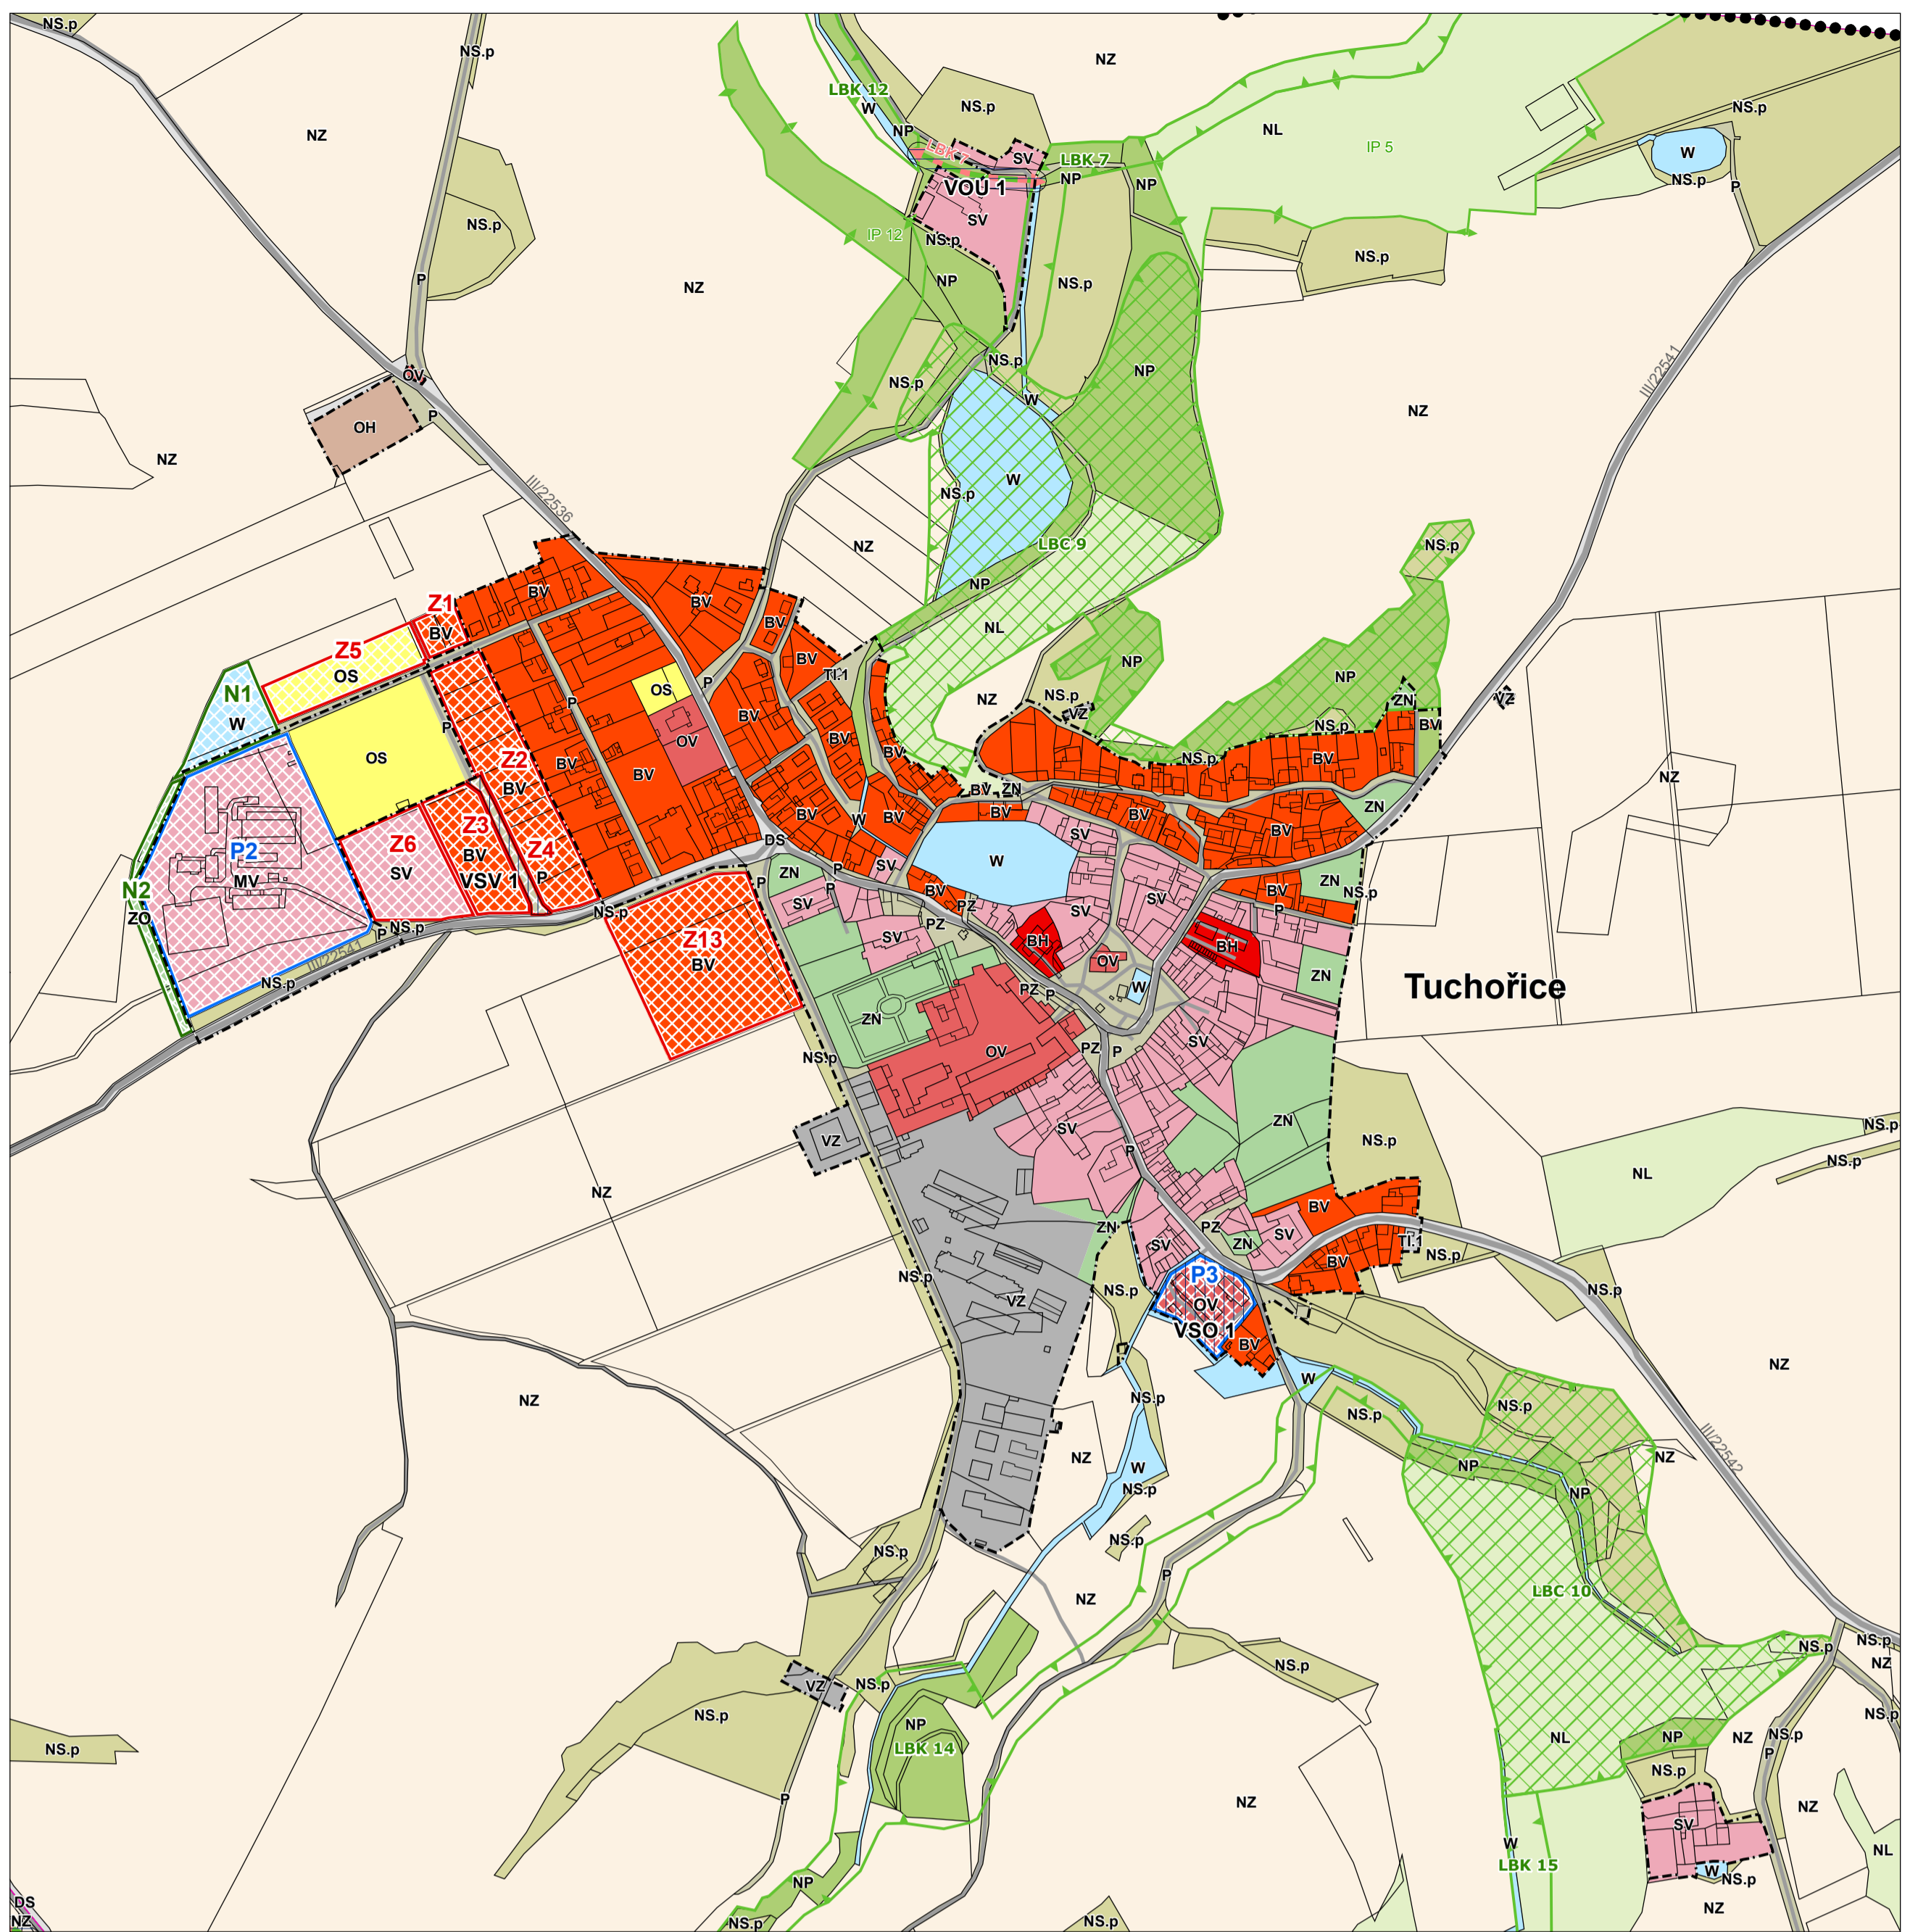 NS.p
NS.p
NZ
NZ
LBK 12
W
NS.p
NP
LBK 7
SV
LBK 7
NP
NP
NL
IP 5
NS.p
W
NS.p
P
VOU 1
SV
NS.p
IP 12
NS.p
NP
NS.p
NS.p
P
NZ
NP
NS.p
NS.p
W
NZ
III/22541
OV
P
OH
NZ
III/22536
W
NS.p
NZ
LBC 9
NP
NS.p
NL
NP
NP
Z1
BV
BV
BV
BV
Z5
OS
N1
W
OS
P
P
P
OS
OV
BV
TI.1
BV
BV
BV
NZ
NS.p
VZ
NS.p
ZN
BV
BV
VZ
NZ
Z2
BV
BV
BV
BV
BV
W
BV
ZN
BV
BV
BV
ZN
P2
MV
Z6
SV
Z3
BV
VSV 1
Z4
P
DS
P
ZN
SV
P
P
SV
BV
W
SV
SV
SV
BV
ZN
NS.p
P
N2
ZO
P
NS.p
III/22541
NS.p
NS.p
Z13
BV
SV
PZ
PZ
BH
OV
W
BH
ZN
Tuchořice
ZN
OV
PZ
P
PZ
P
SV
NS.p
VZ
SV
P
ZN
NS.p
NL
NS.p
NS.p
NZ
ZN
SV
PZ
ZN
SV
BV
BV
TI.1
NS.p
NS.p
NS.p
VZ
NS.p
P3
OV
VSO 1
BV
NZ
W
NS.p
NS.p
NS.p
NZ
NZ
W
NS.p
NS.p
NP
NP
NZ
III/22542
NS.p
P
NZ
LBC 10
NS.p
NS.p
NZ
NS.p
VZ
NS.p
NS.p
NS.p
NP
LBK 14
P
NZ
NL
NP
NZ
NS.p
P
NS.p
NZ
SV
W
NS.p
W
LBK 15
NL
NZ
NP
NS.p
NS.p
DS
NZ